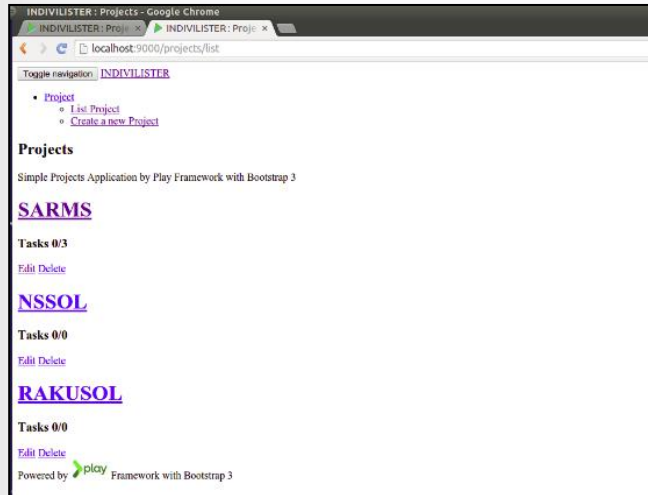 INDIVILISTER : Projects - Google Chrome
INDIVILISTER : Proje × INDIVILISTER : Proje ×
localhost:9000/projects/list
Toggle navigation INDIVILISTER
Project
List Project
Create a new Project
Projects
Simple Projects Application by Play Framework with Bootstrap 3
SARMS
Tasks 0/3
Edit Delete
NSSOL
Tasks 0/0
Edit Delete
RAKUSOL
Tasks 0/0
Edit Delete
Powered by play Framework with Bootstrap 3